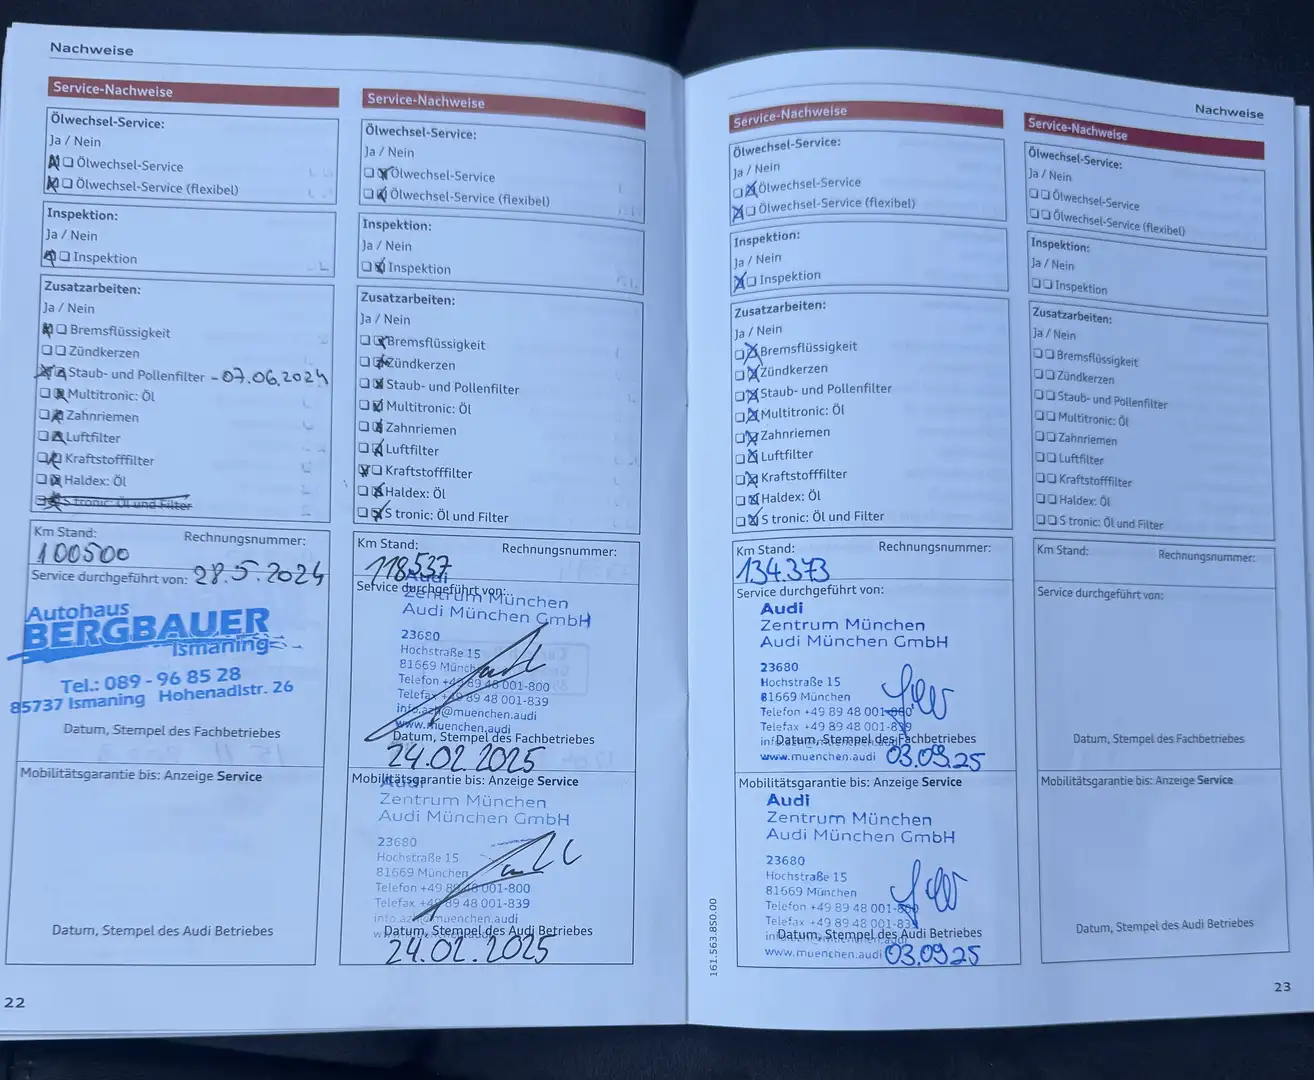 Nachweise
Service-Nachweise
Ölwechsel-Service:
Ja / Nein
Ölwechsel-Service
Ölwechsel-Service (flexibel)
Inspektion:
Ja / Nein
Inspektion
Zusatzarbeiten:
Ja / Nein
Bremsflüssigkeit
Zündkerzen
Staub- und Pollenfilter - 07.06.2024
Multitronic: Öl
Zahnriemen
Luftfilter
Kraftstofffilter
Haldex: Öl
S tronic: Öl und Filter
Km Stand: Rechnungsnummer:
100500
Service durchgeführt von: 28.5.2024
Autohaus
BERGBAUER
Ismaning
Tel.: 089 - 96 85 28
85737 Ismaning Hohenadlstr. 26
Datum, Stempel des Fachbetriebes
Mobilitätsgarantie bis: Anzeige Service
Datum, Stempel des Audi Betriebes
22
Service-Nachweise
Ölwechsel-Service:
Ja / Nein
Ölwechsel-Service
Ölwechsel-Service (flexibel)
Inspektion:
Ja / Nein
Inspektion
Zusatzarbeiten:
Ja / Nein
Bremsflüssigkeit
Zündkerzen
Staub- und Pollenfilter
Multitronic: Öl
Zahnriemen
Luftfilter
Kraftstofffilter
Haldex: Öl
S tronic: Öl und Filter
Km Stand: Rechnungsnummer:
118537
Service durchgeführt von:
Audi
Zentrum München
Audi München GmbH
23680
Hochstraße 15
81669 München
Telefon +49 89 48 001-800
Telefax +49 89 48 001-839
info.azm@muenchen.audi
www.muenchen.audi
Datum, Stempel des Fachbetriebes
24.02.2025
Mobilitätsgarantie bis: Anzeige Service
Audi
Zentrum München
Audi München GmbH
23680
Hochstraße 15
81669 München
Telefon +49 89 48 001-800
Telefax +49 89 48 001-839
Datum, Stempel des Audi Betriebes
24.02.2025
Nachweise
Service-Nachweise
Ölwechsel-Service:
Ja / Nein
Ölwechsel-Service
Ölwechsel-Service (flexibel)
Inspektion:
Ja / Nein
Inspektion
Zusatzarbeiten:
Ja / Nein
Bremsflüssigkeit
Zündkerzen
Staub- und Pollenfilter
Multitronic: Öl
Zahnriemen
Luftfilter
Kraftstofffilter
Haldex: Öl
S tronic: Öl und Filter
Km Stand: Rechnungsnummer:
134.373
Service durchgeführt von:
Audi
Zentrum München
Audi München GmbH
23680
Hochstraße 15
81669 München
Telefon +49 89 48 001-800
Telefax +49 89 48 001-839
Datum, Stempel des Fachbetriebes
www.muenchen.audi 03.09.25
Mobilitätsgarantie bis: Anzeige Service
Audi
Zentrum München
Audi München GmbH
23680
Hochstraße 15
81669 München
Telefon +49 89 48 001-800
Telefax +49 89 48 001-839
Datum, Stempel des Audi Betriebes
www.muenchen.audi 03.09.25
161.563.850.00
Service-Nachweise
Ölwechsel-Service:
Ja / Nein
Ölwechsel-Service
Ölwechsel-Service (flexibel)
Inspektion:
Ja / Nein
Inspektion
Zusatzarbeiten:
Ja / Nein
Bremsflüssigkeit
Zündkerzen
Staub- und Pollenfilter
Multitronic: Öl
Zahnriemen
Luftfilter
Kraftstofffilter
Haldex: Öl
S tronic: Öl und Filter
Km Stand: Rechnungsnummer:
Service durchgeführt von:
Datum, Stempel des Fachbetriebes
Mobilitätsgarantie bis: Anzeige Service
Datum, Stempel des Audi Betriebes
23